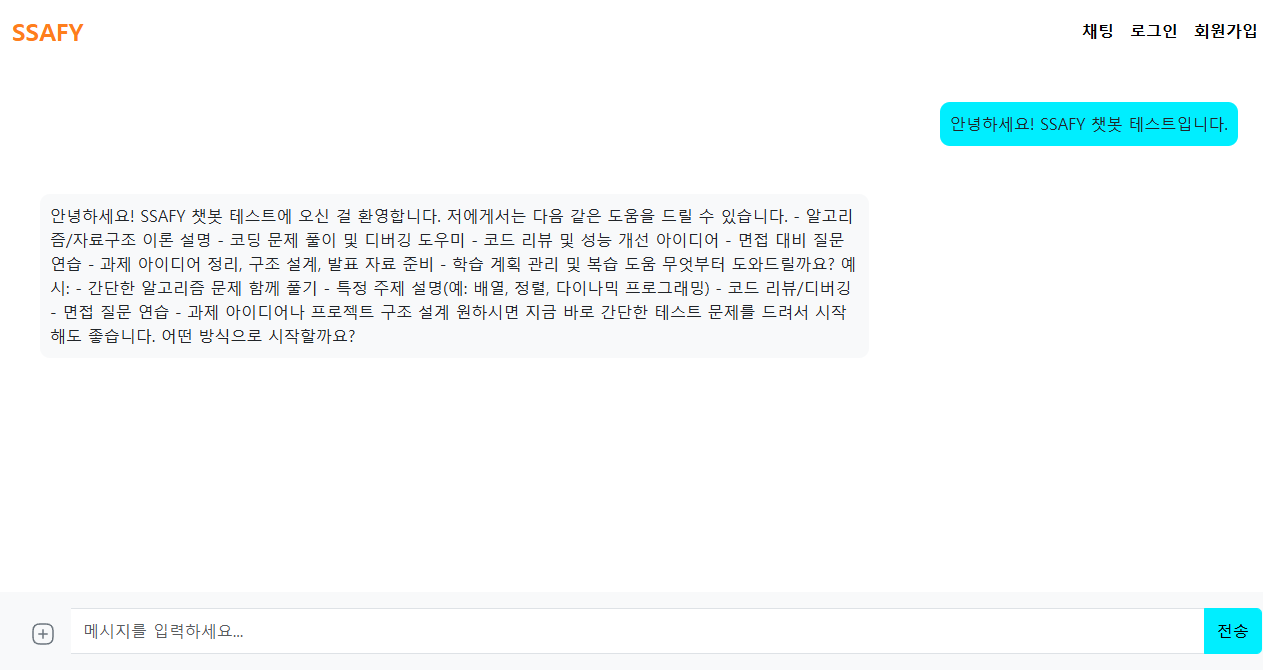 SSAFY
채팅 로그인 회원가입
안녕하세요! SSAFY 챗봇 테스트입니다.
안녕하세요! SSAFY 챗봇 테스트에 오신 걸 환영합니다. 저에게서는 다음 같은 도움을 드릴 수 있습니다. - 알고리
즘/자료구조 이론 설명 - 코딩 문제 풀이 및 디버깅 도우미 - 코드 리뷰 및 성능 개선 아이디어 - 면접 대비 질문
연습 - 과제 아이디어 정리, 구조 설계, 발표 자료 준비 - 학습 계획 관리 및 복습 도움 무엇부터 도와드릴까요? 예
시: - 간단한 알고리즘 문제 함께 풀기 - 특정 주제 설명(예: 배열, 정렬, 다이나믹 프로그래밍) - 코드 리뷰/디버깅
- 면접 질문 연습 - 과제 아이디어나 프로젝트 구조 설계 원하시면 지금 바로 간단한 테스트 문제를 드려서 시작
해도 좋습니다. 어떤 방식으로 시작할까요?
메시지를 입력하세요...
전송